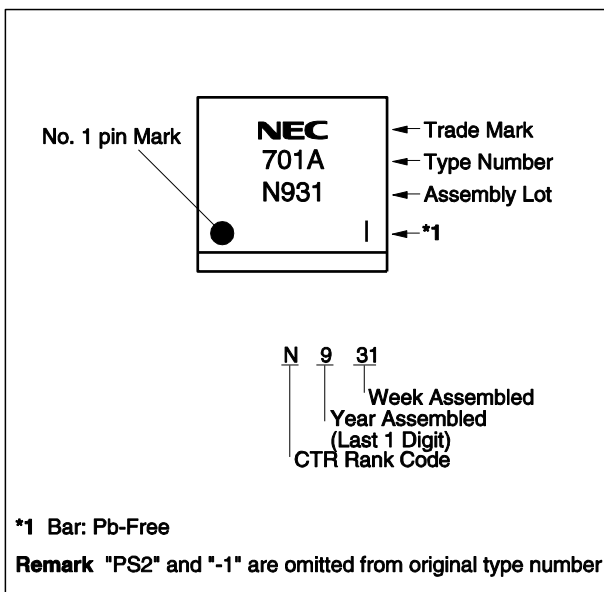 No. 1 pin Mark
NEC
701A
N931
Trade Mark
Type Number
Assembly Lot
*1
N 9 31
Week Assembled
Year Assembled
(Last 1 Digit)
CTR Rank Code
*1 Bar: Pb-Free
Remark "PS2" and "-1" are omitted from original type number